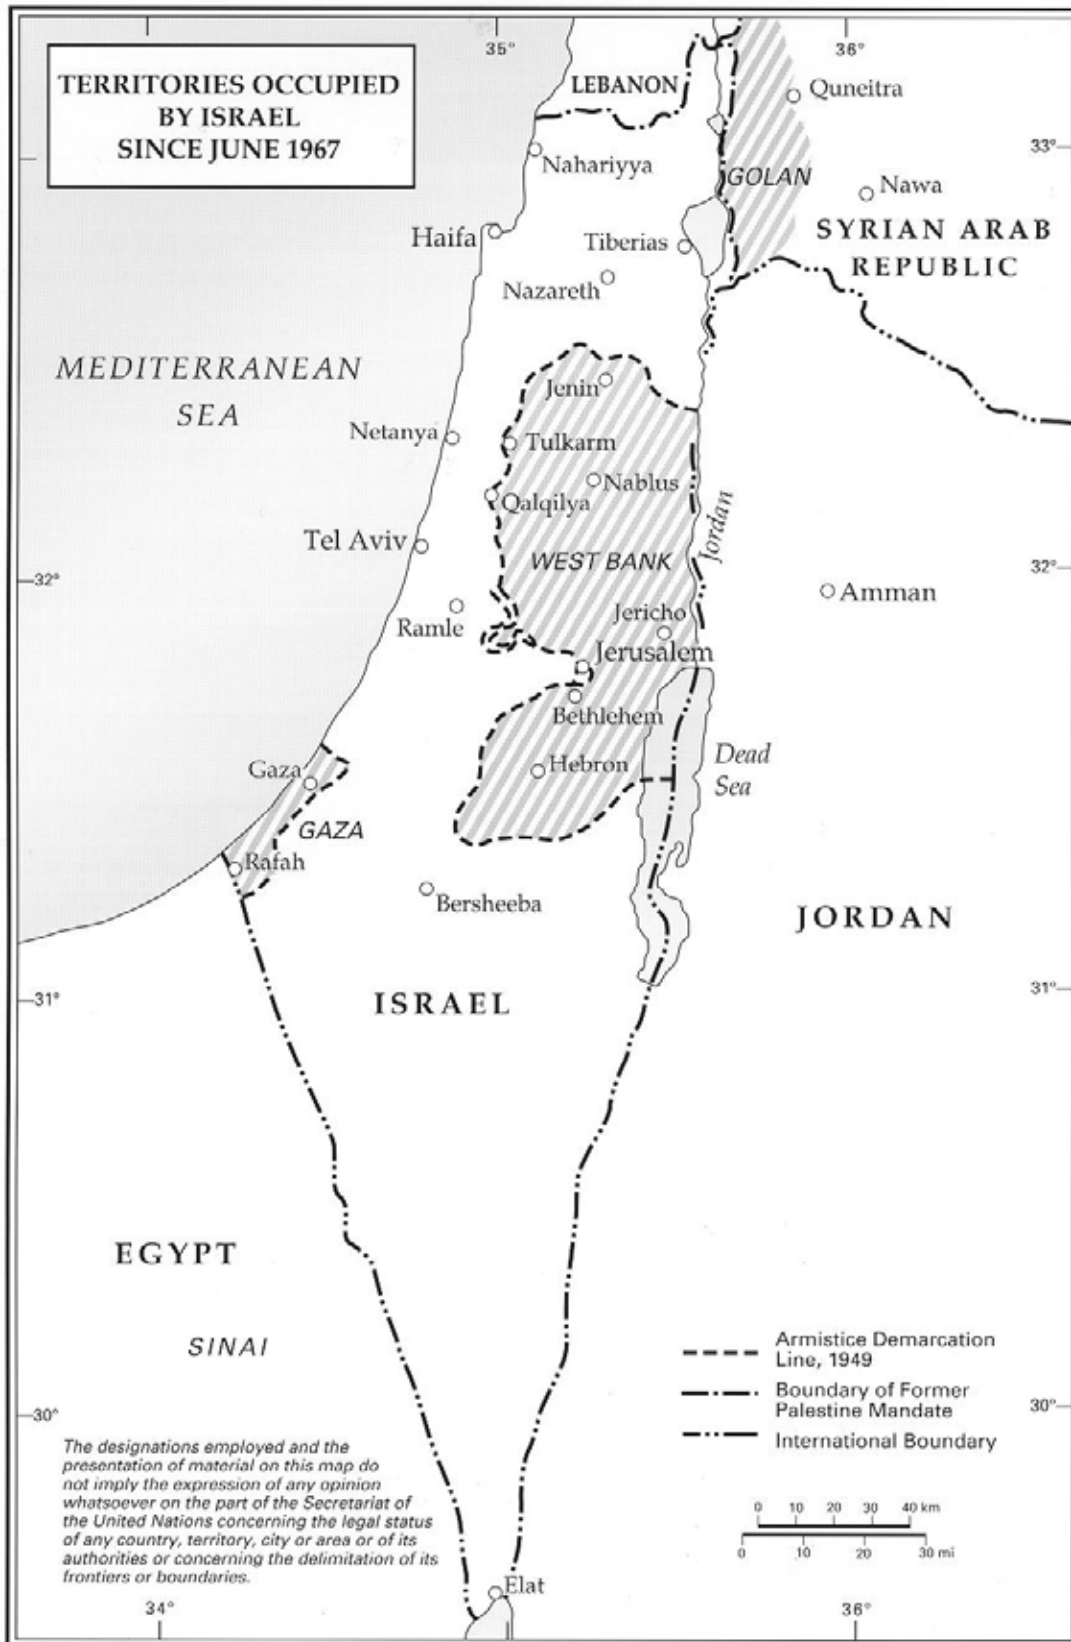 TERRITORIES OCCUPIED
BY ISRAEL
SINCE JUNE 1967
35°
36°
LEBANON
Quneitra
33°
Nahariyya
GOLAN
Nawa
Haifa
Tiberias
SYRIAN ARAB
REPUBLIC
Nazareth
MEDITERRANEAN
SEA
Jenin
Netanya
Tulkarm
Nablus
Qalqilya
Jordan
Tel Aviv
WEST BANK
32°
32°
Amman
Ramle
Jericho
Jerusalem
Bethlehem
Dead
Sea
Hebron
Gaza
GAZA
Rafah
Bersheeba
JORDAN
ISRAEL
31°
31°
EGYPT
SINAI
Armistice Demarcation
Line, 1949
Boundary of Former
Palestine Mandate
International Boundary
30°
30°
The designations employed and the
presentation of material on this map do
not imply the expression of any opinion
whatsoever on the part of the Secretariat of
the United Nations concerning the legal status
of any country, territory, city or area or of its
authorities or concerning the delimitation of its
frontiers or boundaries.
0 10 20 30 40 km
0 10 20 30 mi
Elat
34°
36°